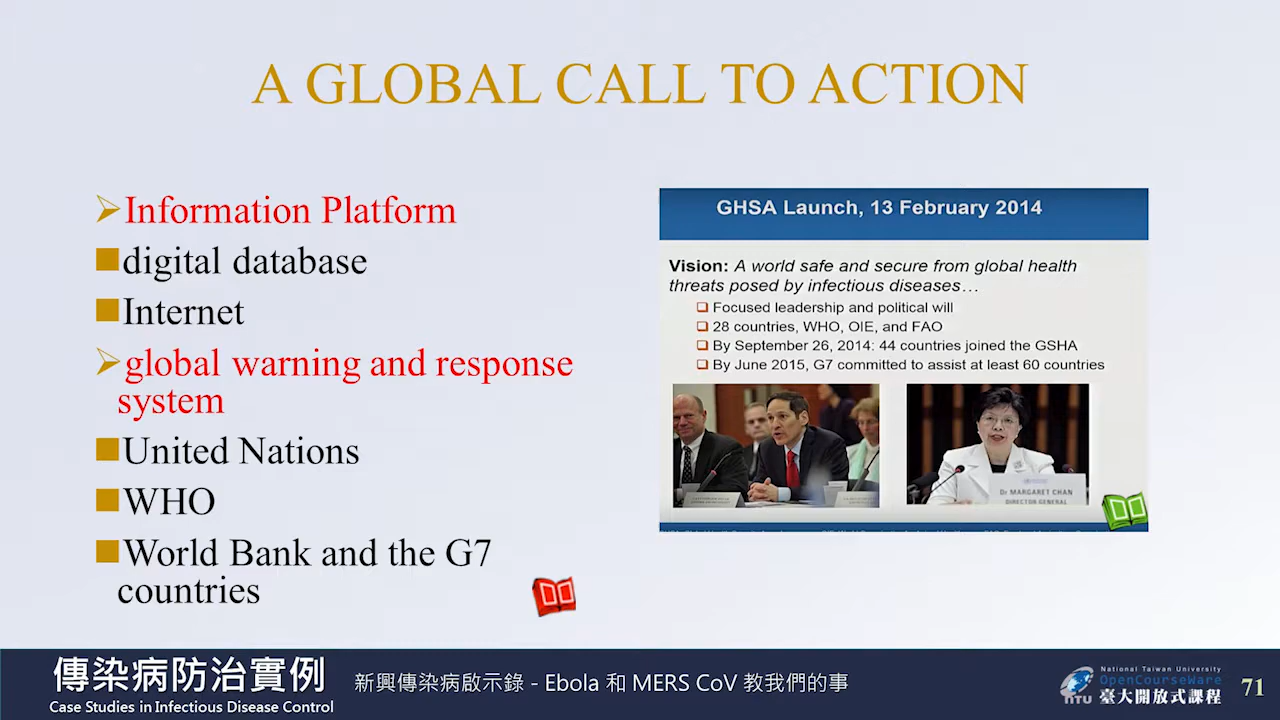 A GLOBAL CALL TO ACTION
Information Platform
digital database
Internet
global warning and response
system
United Nations
WHO
World Bank and the G7
countries
GHSA Launch, 13 February 2014
Vision: A world safe and secure from global health
threats posed by infectious diseases…
Focused leadership and political will
28 countries, WHO, OIE, and FAO
By September 26, 2014: 44 countries joined the GSHA
By June 2015, G7 committed to assist at least 60 countries
Dr MARGARET CHAN
DIRECTOR GENERAL
傳染病防治實例
Case Studies in Infectious Disease Control
新興傳染病啟示錄 - Ebola 和 MERS CoV 教我們的事
National Taiwan University
OpenCourseWare
NTU 臺大開放式課程
71